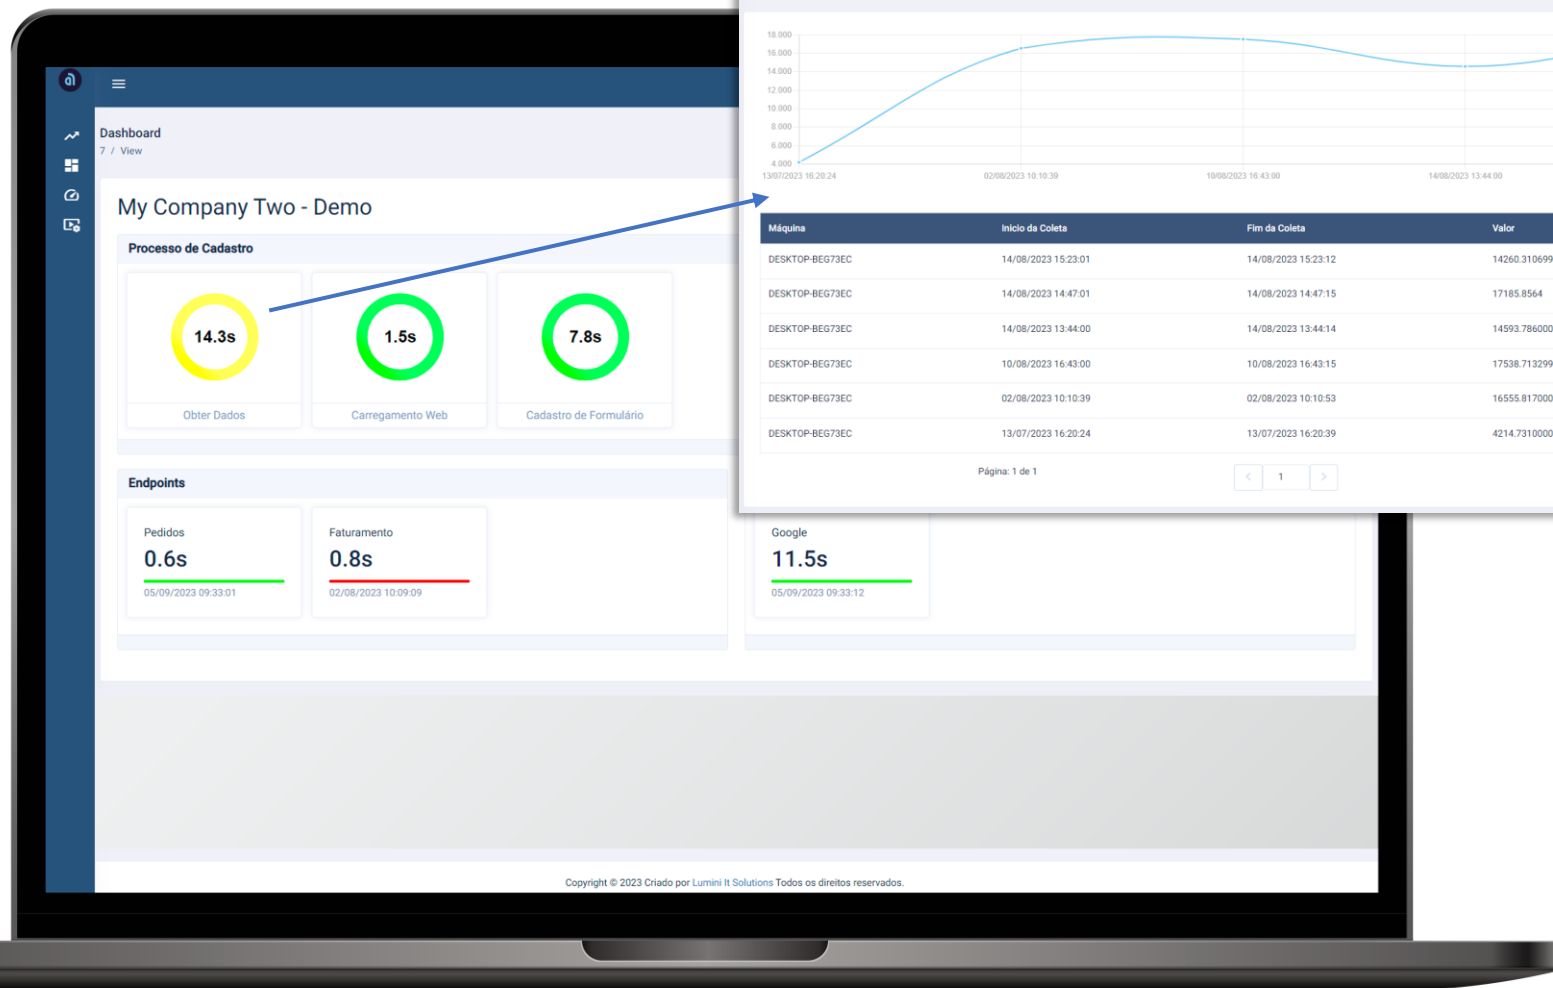 Dashboard
7 / View
My Company Two - Demo
Processo de Cadastro
14.3s
Obter Dados
1.5s
Carregamento Web
7.8s
Cadastro de Formulário
Endpoints
Pedidos
0.6s
05/09/2023 09:33:01
Faturamento
0.8s
02/08/2023 10:09:09
Google
11.5s
05/09/2023 09:33:12
Copyright © 2023 Criado por Lumini It Solutions Todos os direitos reservados.
18.000
16.000
14.000
12.000
10.000
8.000
6.000
4.000
13/07/2023 16:20:24 02/08/2023 10:10:39 10/08/2023 16:43:00 14/08/2023 13:44:00
Máquina Inicio da Coleta Fim da Coleta Valor
DESKTOP-BEG73EC 14/08/2023 15:23:01 14/08/2023 15:23:12 14260.310699
DESKTOP-BEG73EC 14/08/2023 14:47:01 14/08/2023 14:47:15 17185.8564
DESKTOP-BEG73EC 14/08/2023 13:44:00 14/08/2023 13:44:14 14593.786000
DESKTOP-BEG73EC 10/08/2023 16:43:00 10/08/2023 16:43:15 17538.713299
DESKTOP-BEG73EC 02/08/2023 10:10:39 02/08/2023 10:10:53 16555.817000
DESKTOP-BEG73EC 13/07/2023 16:20:24 13/07/2023 16:20:39 4214.7310000
Página: 1 de 1
< 1 >